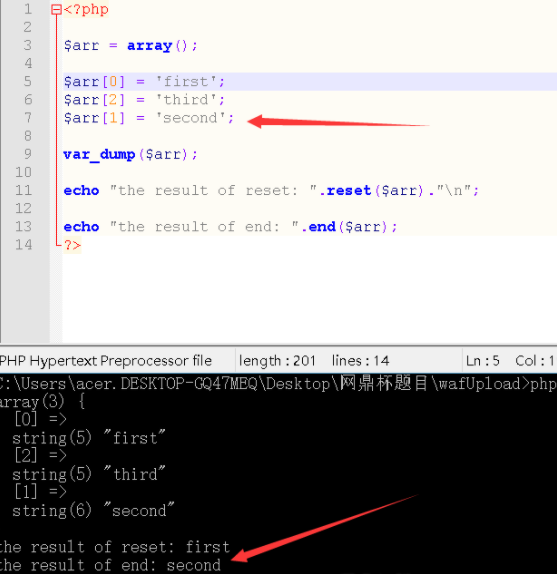 1 <?php
2
3 $arr = array();
4
5 $arr[0] = 'first';
6 $arr[2] = 'third';
7 $arr[1] = 'second';
8
9 var_dump($arr);
10
11 echo "the result of reset: ".reset($arr)."\n";
12
13 echo "the result of end: ".end($arr);
14 ?>
PHP Hypertext Preprocessor file length : 201 lines : 14 Ln : 5 Col : 1
C:\Users\acer.DESKTOP-GQ47MEQ\Desktop\网鼎杯题目\wafUpload>php
array(3) {
[0] =>
string(5) "first"
[2] =>
string(5) "third"
[1] =>
string(6) "second"
the result of reset: first
the result of end: second